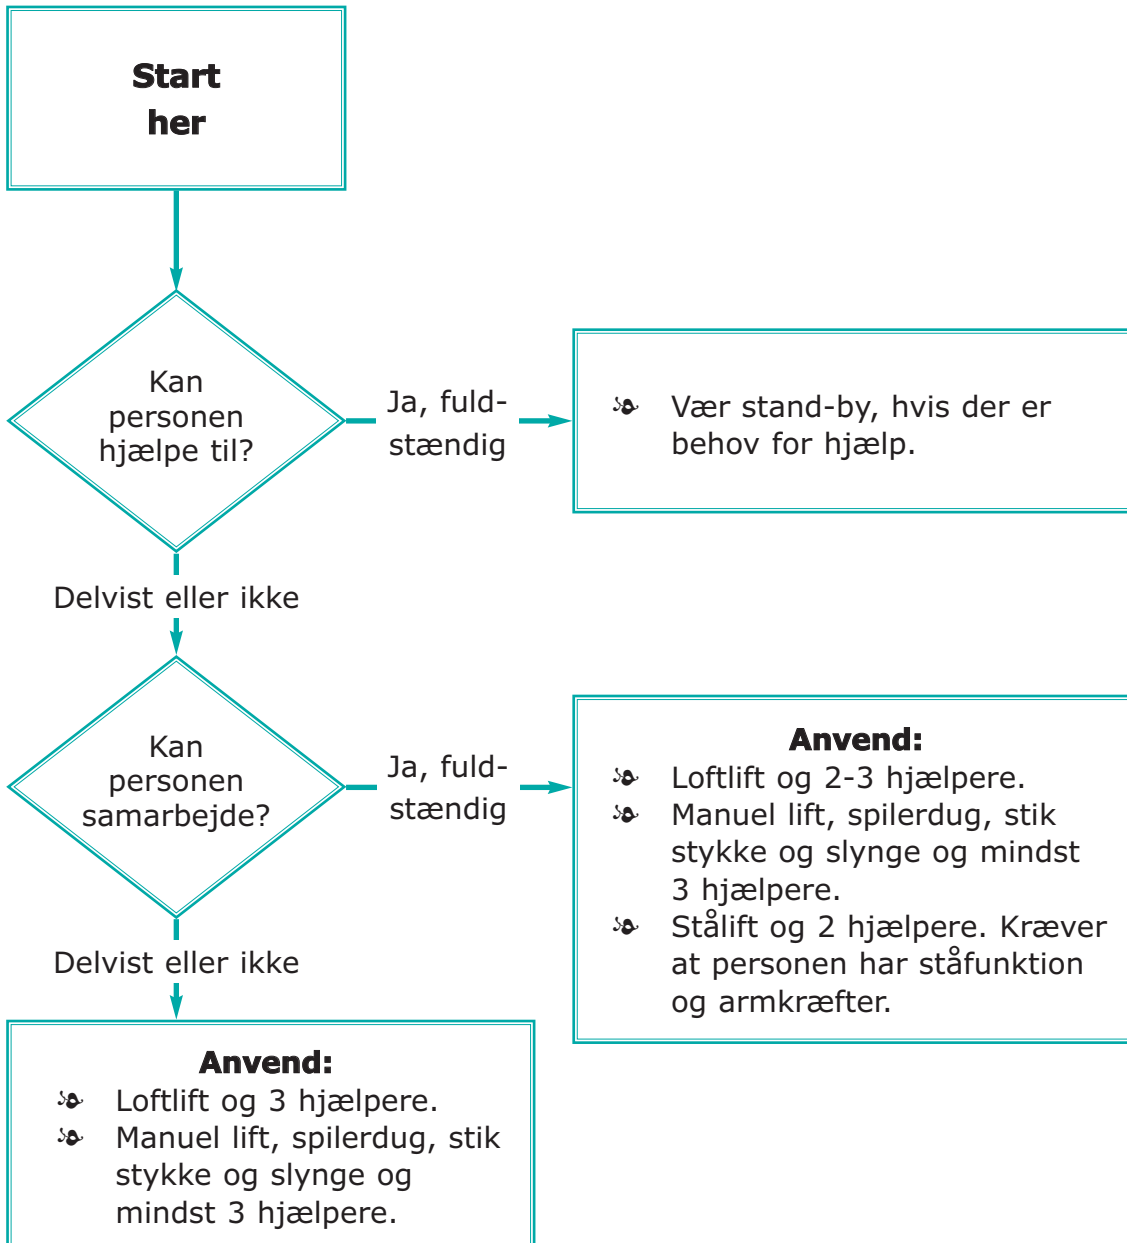 Start
her
Kan
personen
hjælpe til?
Ja, fuld-
stændig
Vær stand-by, hvis der er
behov for hjælp.
Delvist eller ikke
Kan
personen
samarbejde?
Ja, fuld-
stændig
Anvend:
Loftlift og 2-3 hjælpere.
Manuel lift, spilerdug, stik
stykke og slynge og mindst
3 hjælpere.
Stålift og 2 hjælpere. Kræver
at personen har ståfunktion
og armkræfter.
Delvist eller ikke
Anvend:
Loftlift og 3 hjælpere.
Manuel lift, spilerdug, stik
stykke og slynge og
mindst 3 hjælpere.